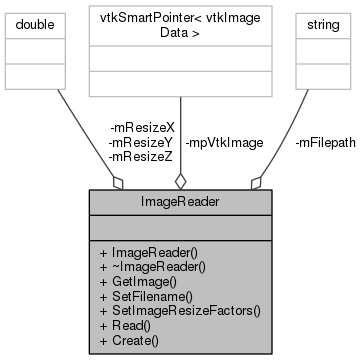 double
vtkSmartPointer< vtkImage
Data >
string
-mResizeX
-mResizeY
-mResizeZ
-mpVtkImage
-mFilepath
ImageReader
+ ImageReader()
+ ~ImageReader()
+ GetImage()
+ SetFilename()
+ SetImageResizeFactors()
+ Read()
+ Create()